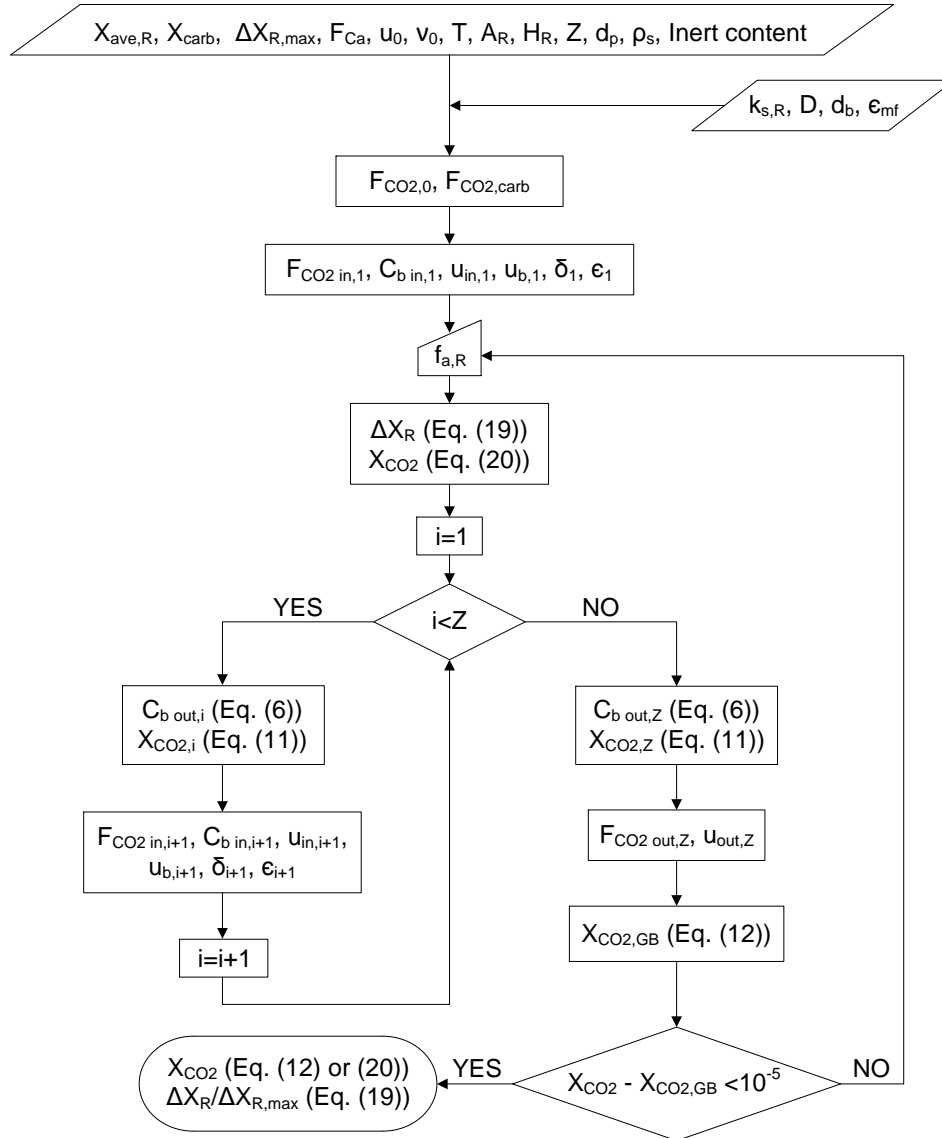 X_ave,R, X_carb, ΔX_R,max, F_Ca, u_0, v_0, T, A_R, H_R, Z, d_p, ρ_s, Inert content
k_s,R, D, d_b, ϵ_mf
F_CO2,0, F_CO2,carb
F_CO2 in,1, C_b in,1, u_in,1, u_b,1, δ_1, ϵ_1
f_a,R
ΔX_R (Eq. (19))
X_CO2 (Eq. (20))
i=1
YES
i<Z
NO
C_b out,i (Eq. (6))
X_CO2,i (Eq. (11))
F_CO2 in,i+1, C_b in,i+1, u_in,i+1,
u_b,i+1, δ_i+1, ϵ_i+1
i=i+1
C_b out,Z (Eq. (6))
X_CO2,Z (Eq. (11))
F_CO2 out,Z, u_out,Z
X_CO2,GB (Eq. (12))
X_CO2 - X_CO2,GB <10^-5
YES
NO
X_CO2 (Eq. (12) or (20))
ΔX_R/ΔX_R,max (Eq. (19))